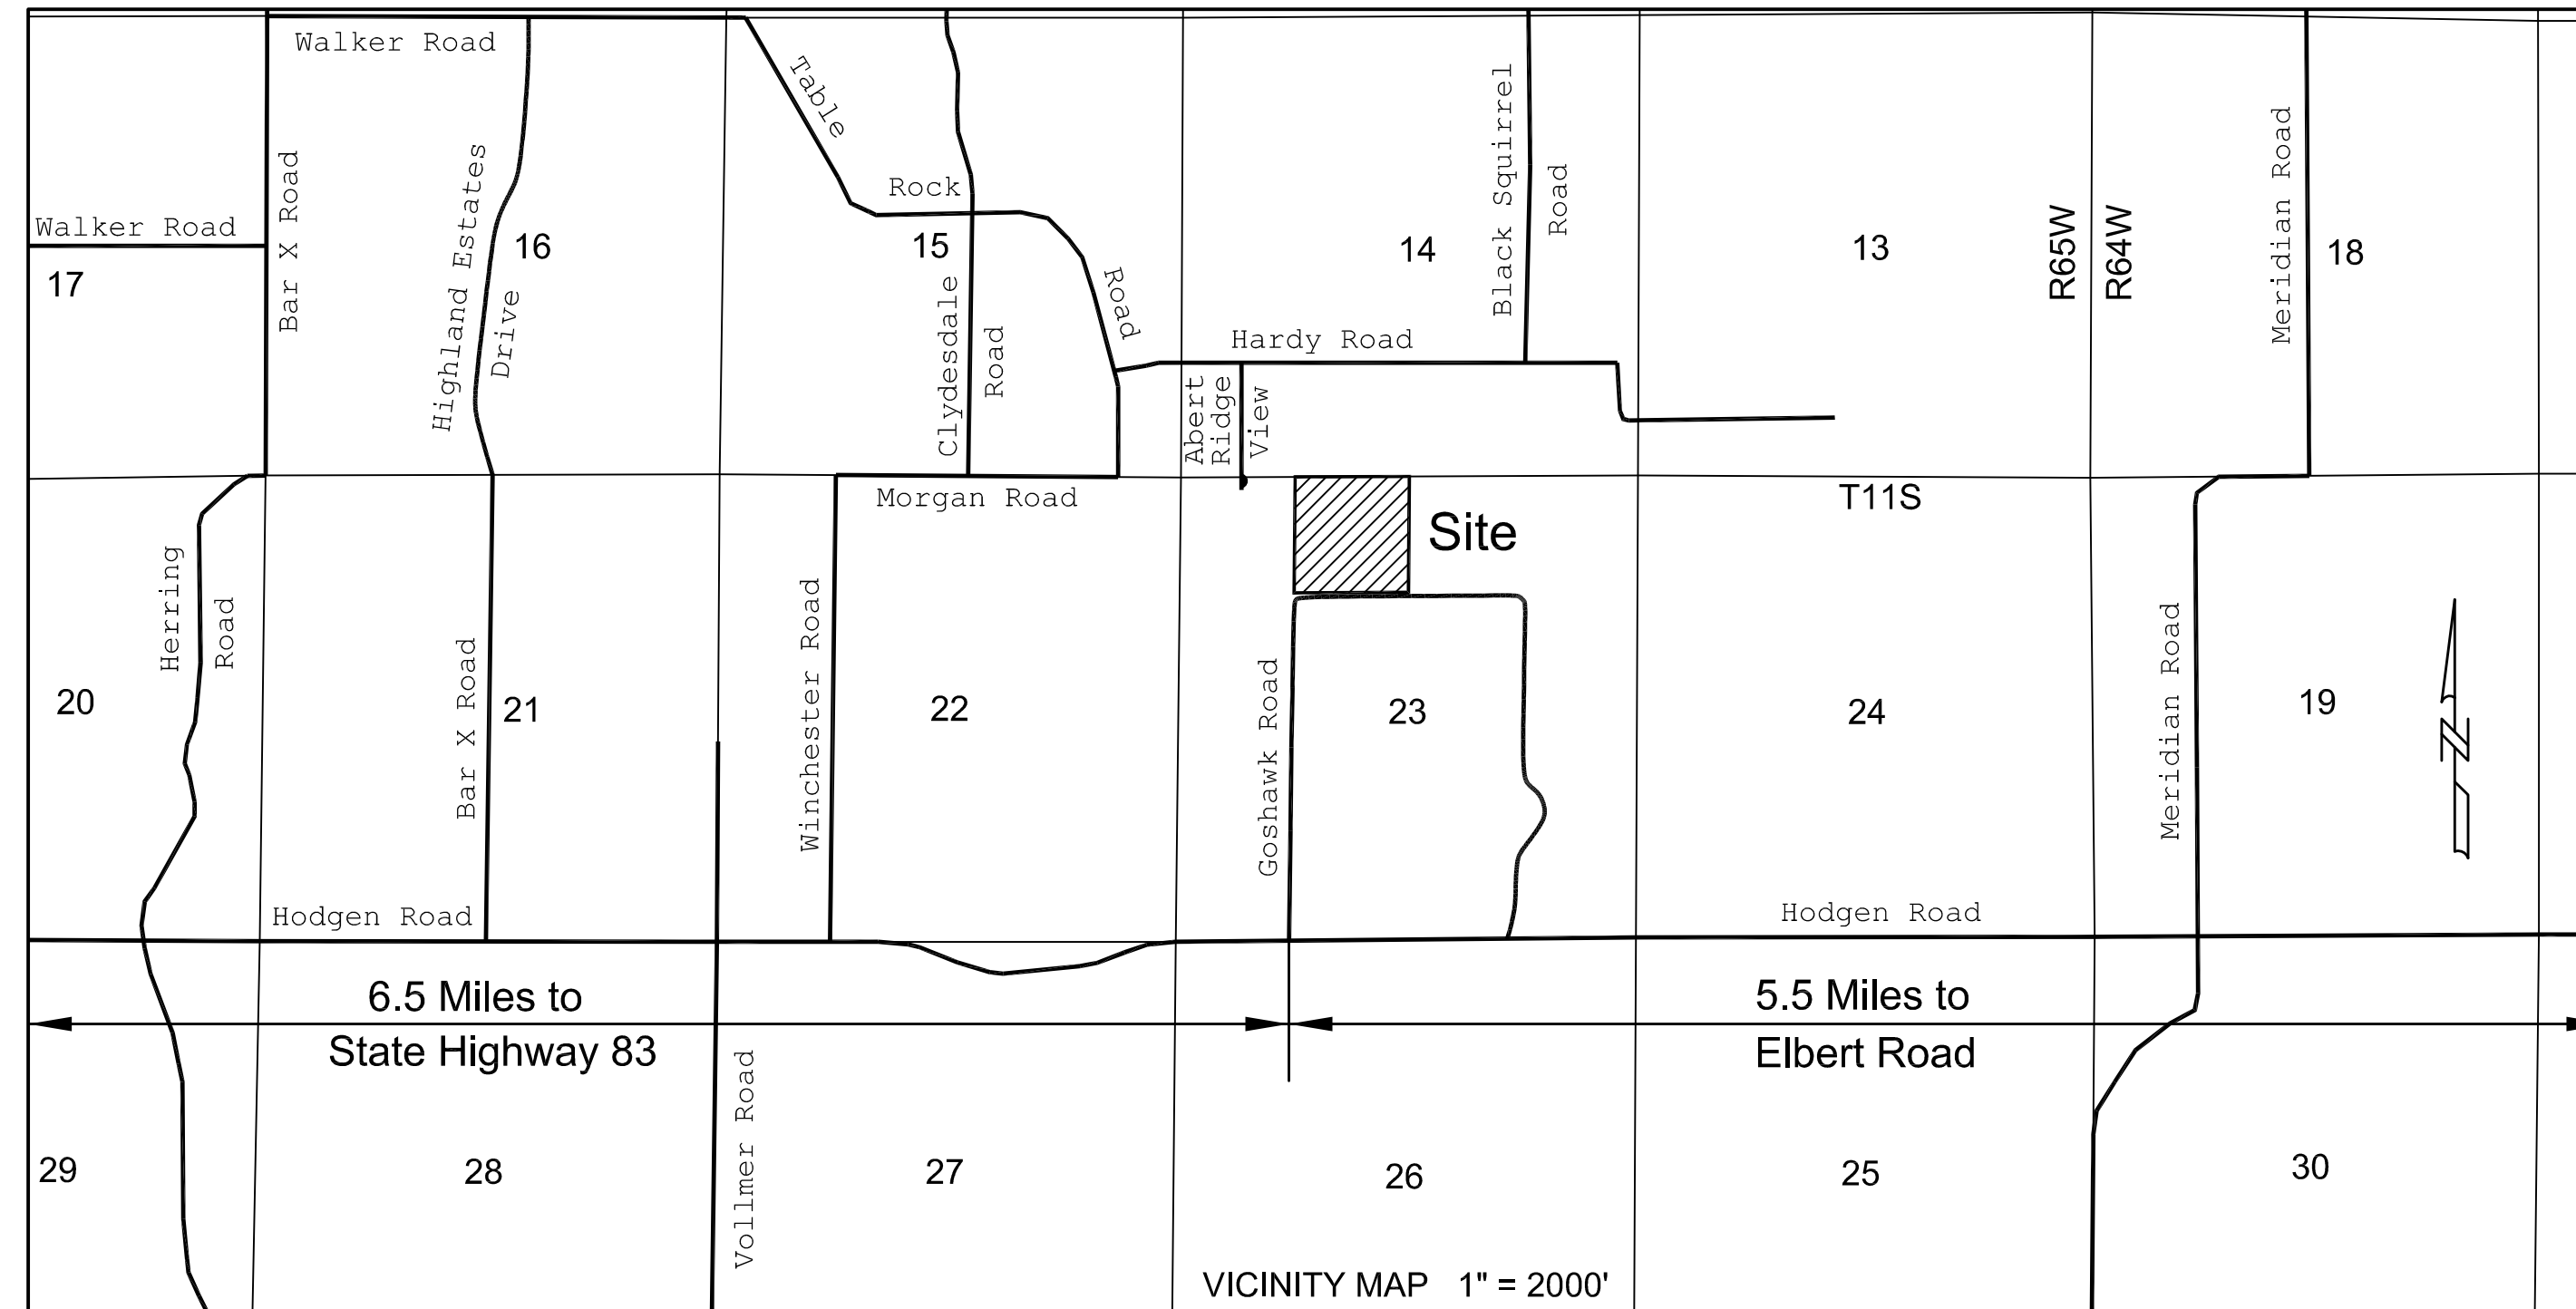 Walker Road
Table
Rock
Road
Black Squirrel
Road
Walker Road
Bar X Road
Highland Estates
Drive
Clydesdale
Road
Meridian Road
17
16
15
14
13
R65W
R64W
18
Hardy Road
Abert
Ridge
View
Morgan Road
Site
T11S
Herring
Road
Bar X Road
Winchester Road
Goshawk Road
Meridian Road
20
21
22
23
24
19
N
Hodgen Road
Hodgen Road
6.5 Miles to
State Highway 83
5.5 Miles to
Elbert Road
Vollmer Road
29
28
27
26
25
30
VICINITY MAP 1" = 2000'